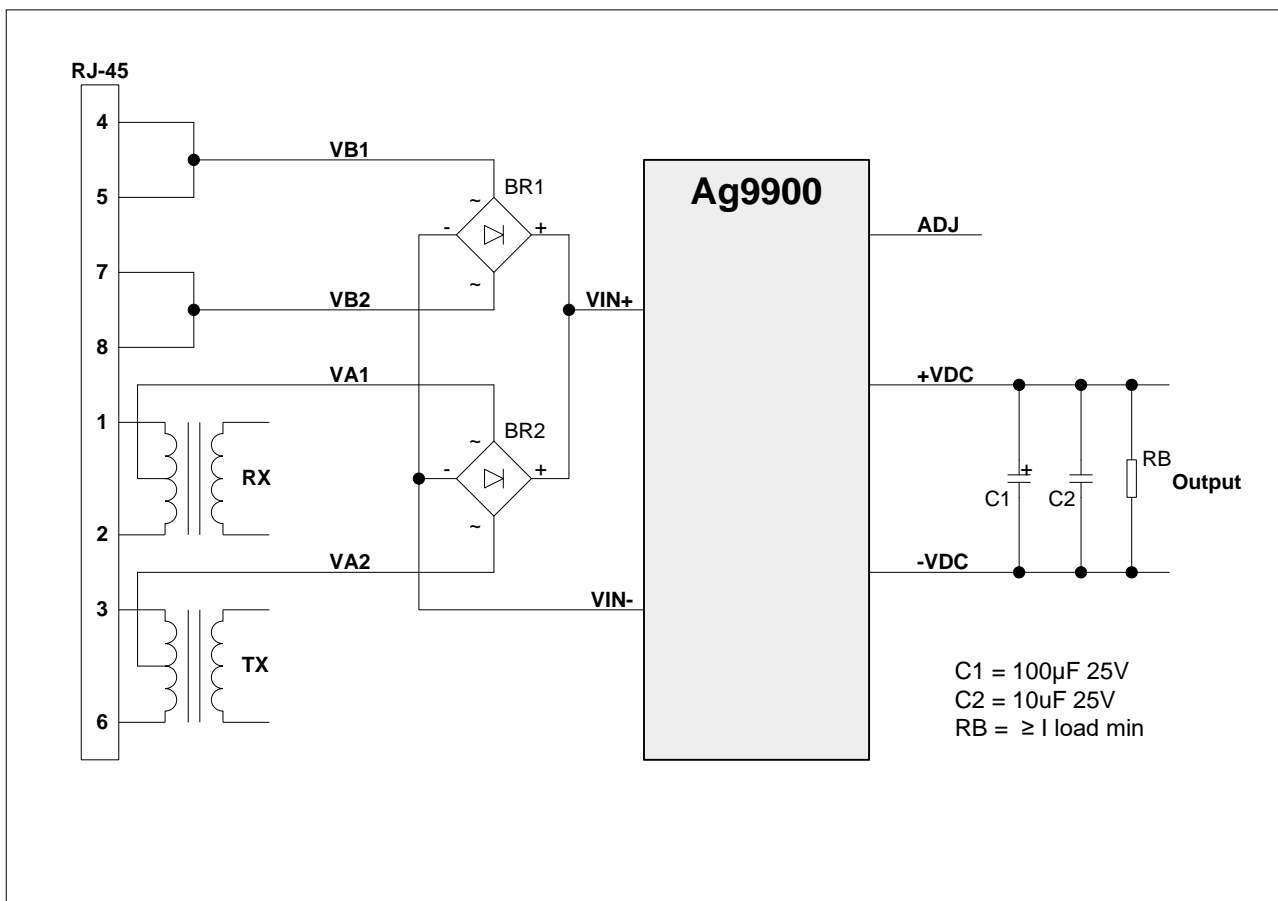 RJ-45
4
VB1
BR1
5
~
- +
~
7
VB2
8
VA1
1
RX
2
BR2
~
- +
~
VA2
3
TX
6
VIN+
VIN-
Ag9900
ADJ
+VDC
-VDC
+
C1
C2
RB
Output
C1 = 100µF 25V
C2 = 10uF 25V
RB = ≥ I load min